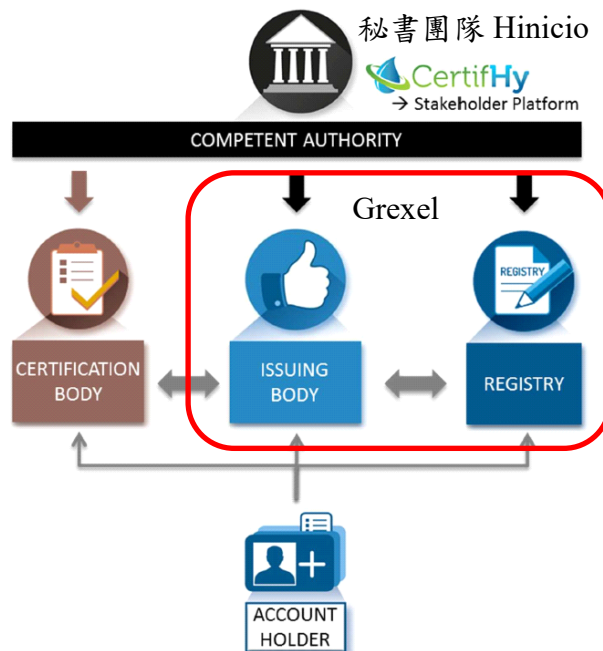 秘書團隊 Hinicio
CertifHy
→ Stakeholder Platform
COMPETENT AUTHORITY
Grexel
REGISTRY
CERTIFICATION
BODY
ISSUING
BODY
REGISTRY
ACCOUNT
HOLDER